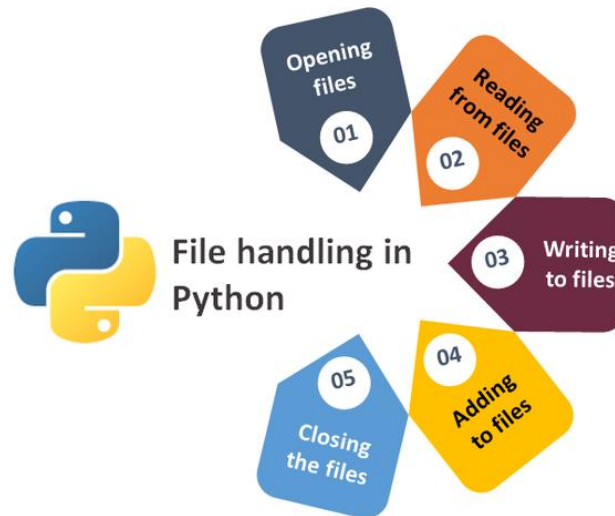 Opening
files
01
Reading
from files
02
File handling in
Python
03
Writing
to files
04
Adding
to files
05
Closing
the files